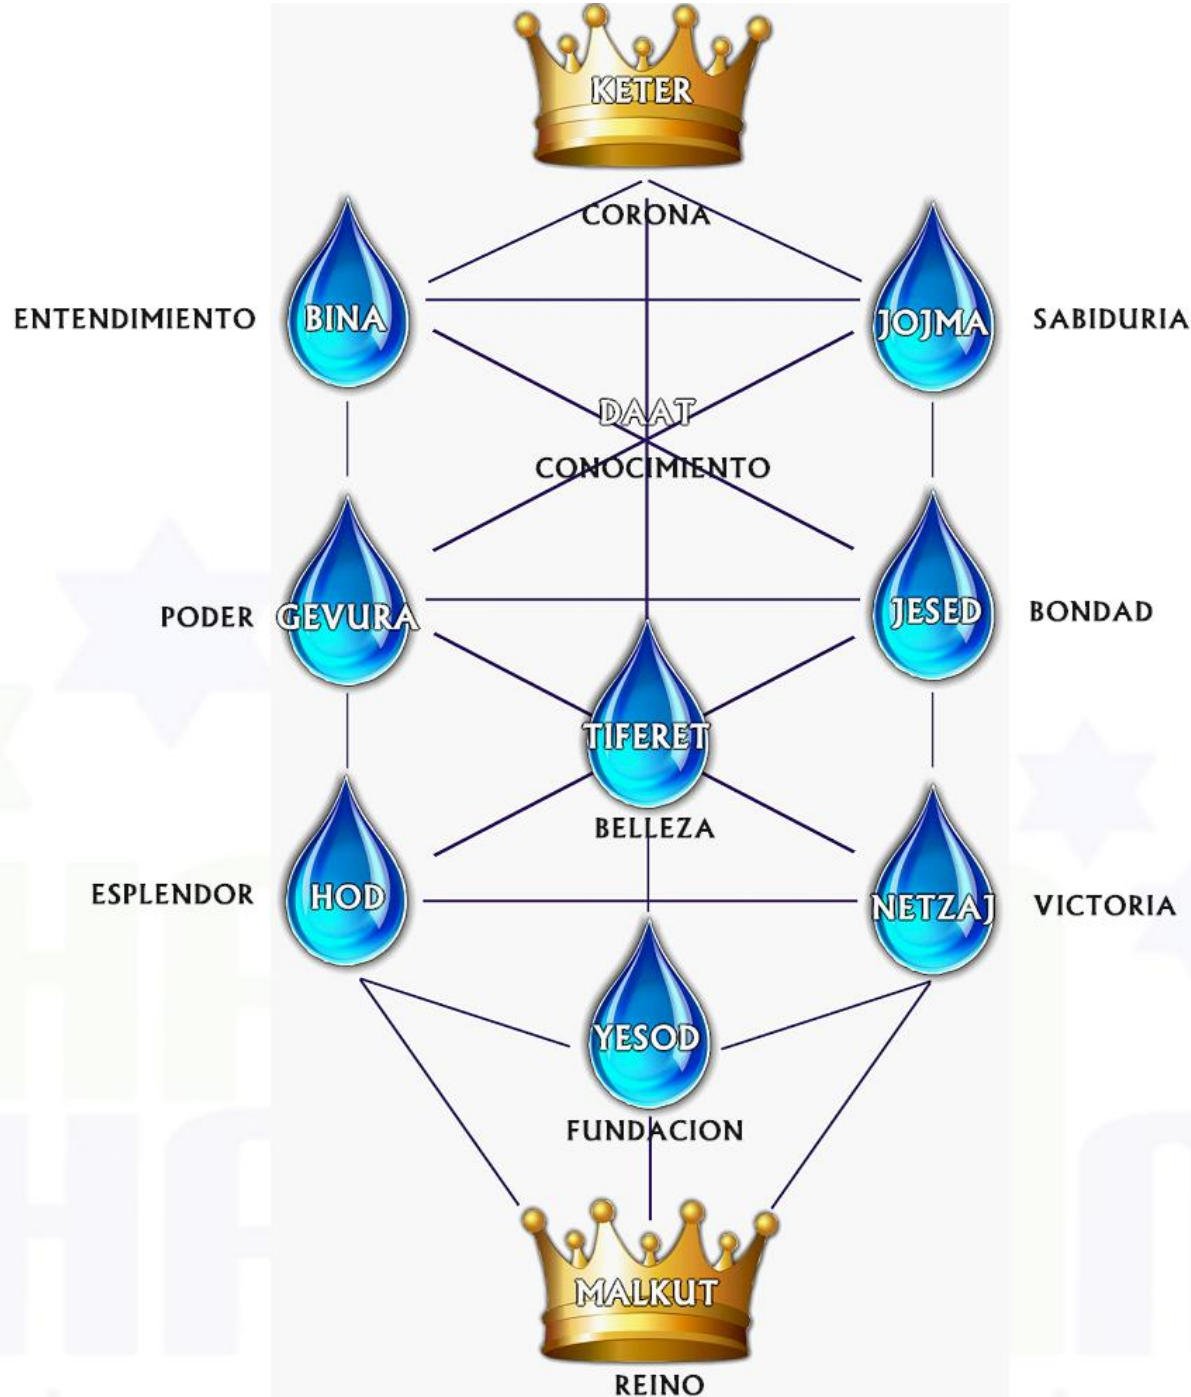 KETER
CORONA
ENTENDIMIENTO BINA JOJMA SABIDURIA
DAAT
CONOCIMIENTO
PODER GEVURA JESED BONDAD
TIFERET
BELLEZA
ESPLENDOR HOD NETZAJ VICTORIA
YESOD
FUNDACION
MALKUT
REINO